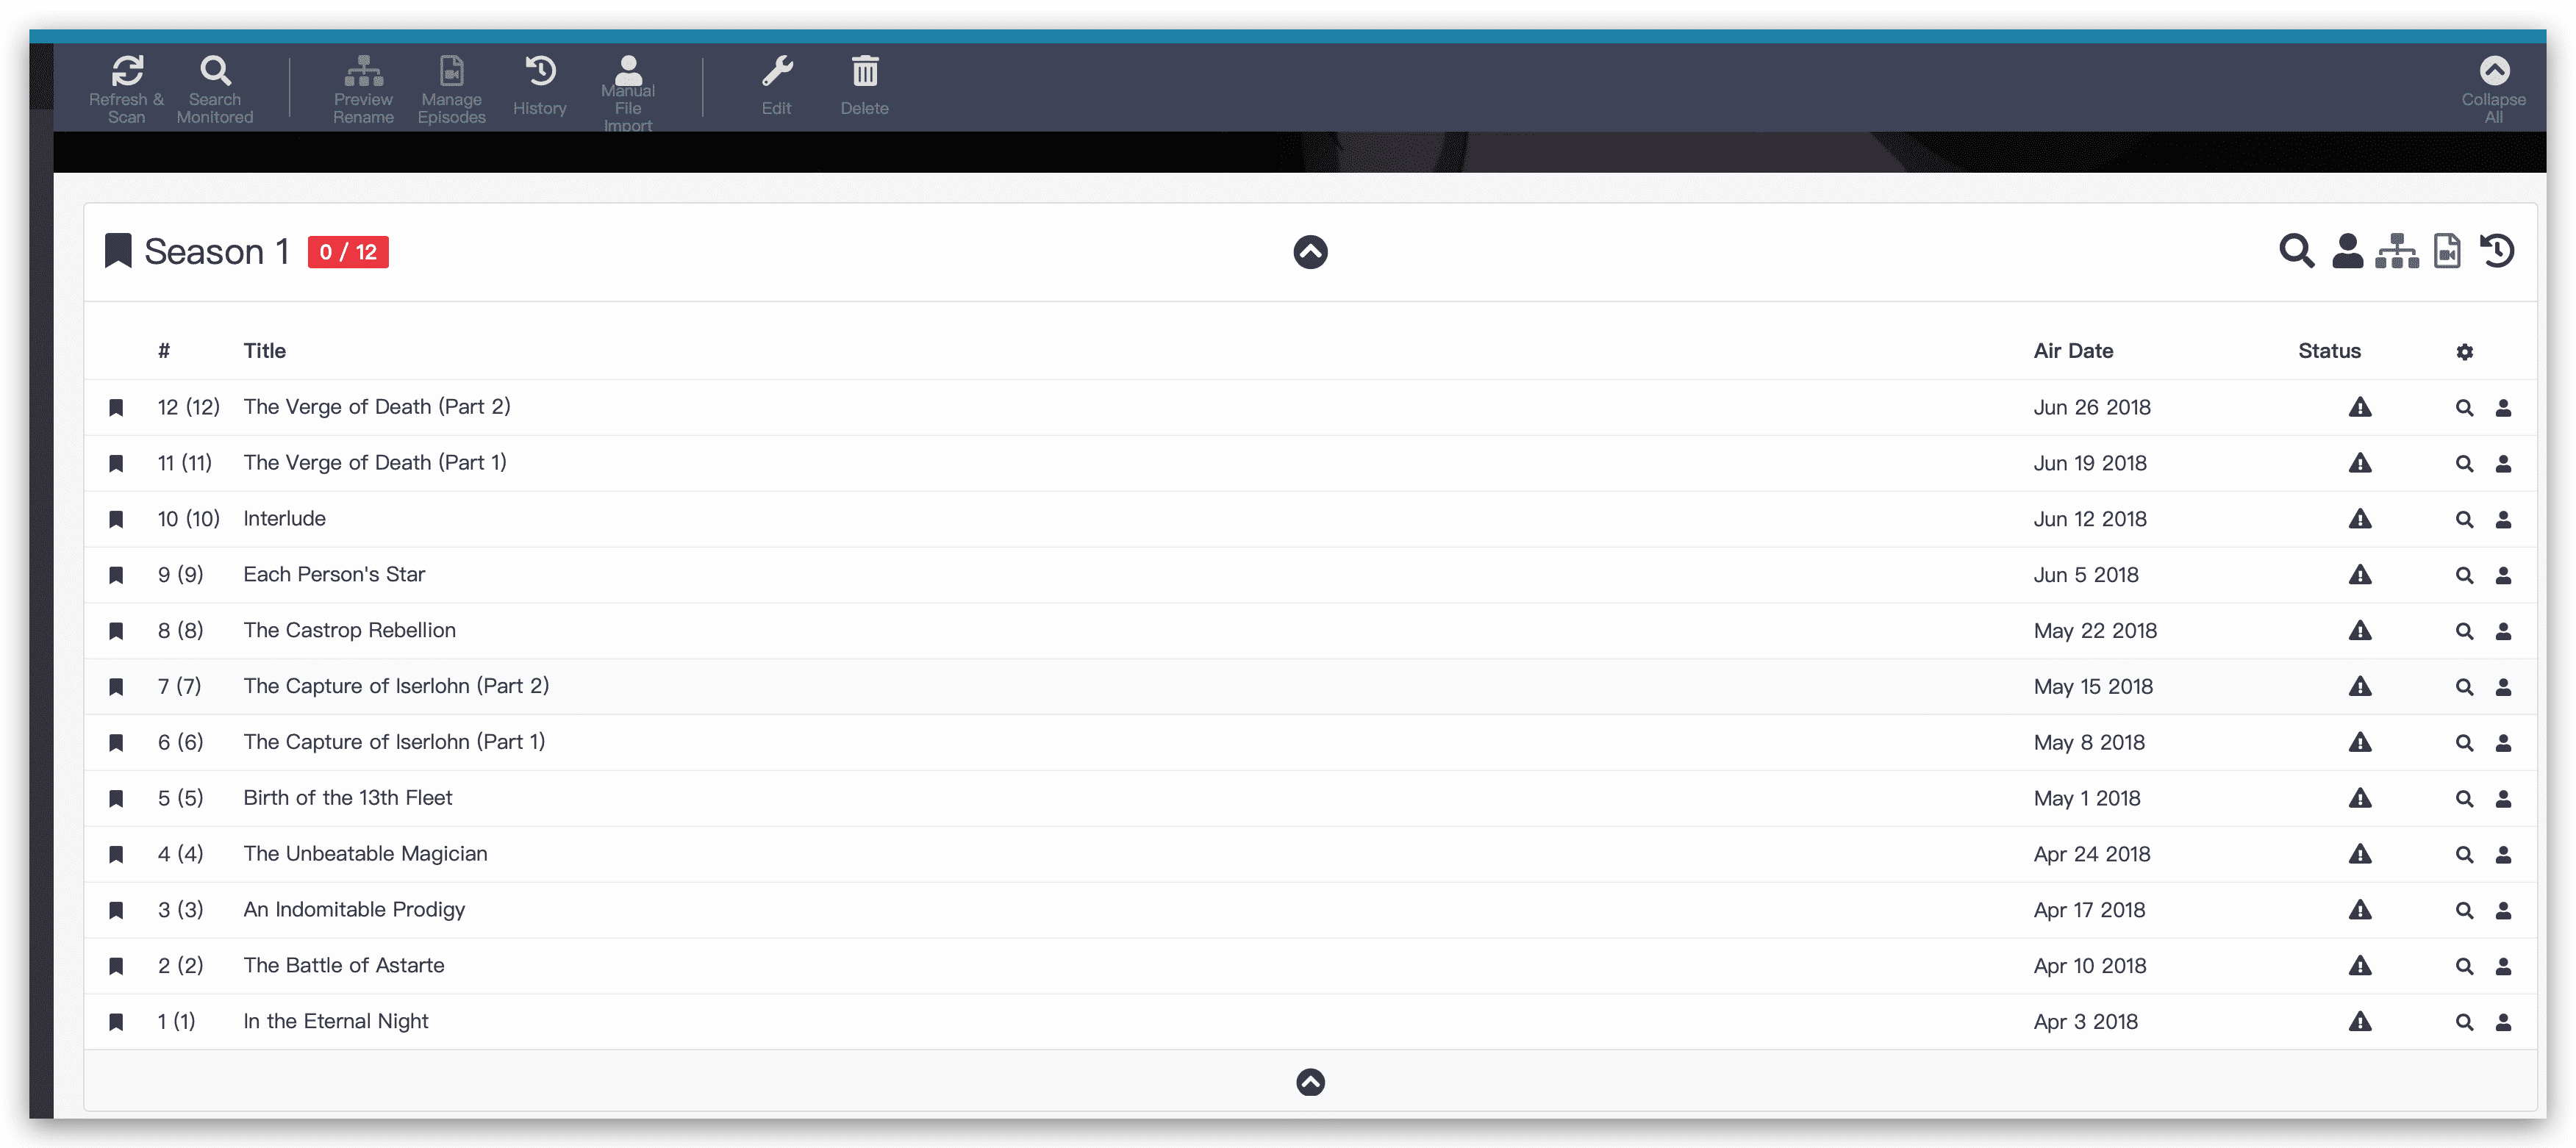 Refresh & Scan
Search Monitored
Preview Rename
Manage Episodes
History
Manual File Import
Edit
Delete
Collapse All
Season 1 0 / 12
# Title Air Date Status
12 (12) The Verge of Death (Part 2) Jun 26 2018
11 (11) The Verge of Death (Part 1) Jun 19 2018
10 (10) Interlude Jun 12 2018
9 (9) Each Person's Star Jun 5 2018
8 (8) The Castrop Rebellion May 22 2018
7 (7) The Capture of Iserlohn (Part 2) May 15 2018
6 (6) The Capture of Iserlohn (Part 1) May 8 2018
5 (5) Birth of the 13th Fleet May 1 2018
4 (4) The Unbeatable Magician Apr 24 2018
3 (3) An Indomitable Prodigy Apr 17 2018
2 (2) The Battle of Astarte Apr 10 2018
1 (1) In the Eternal Night Apr 3 2018